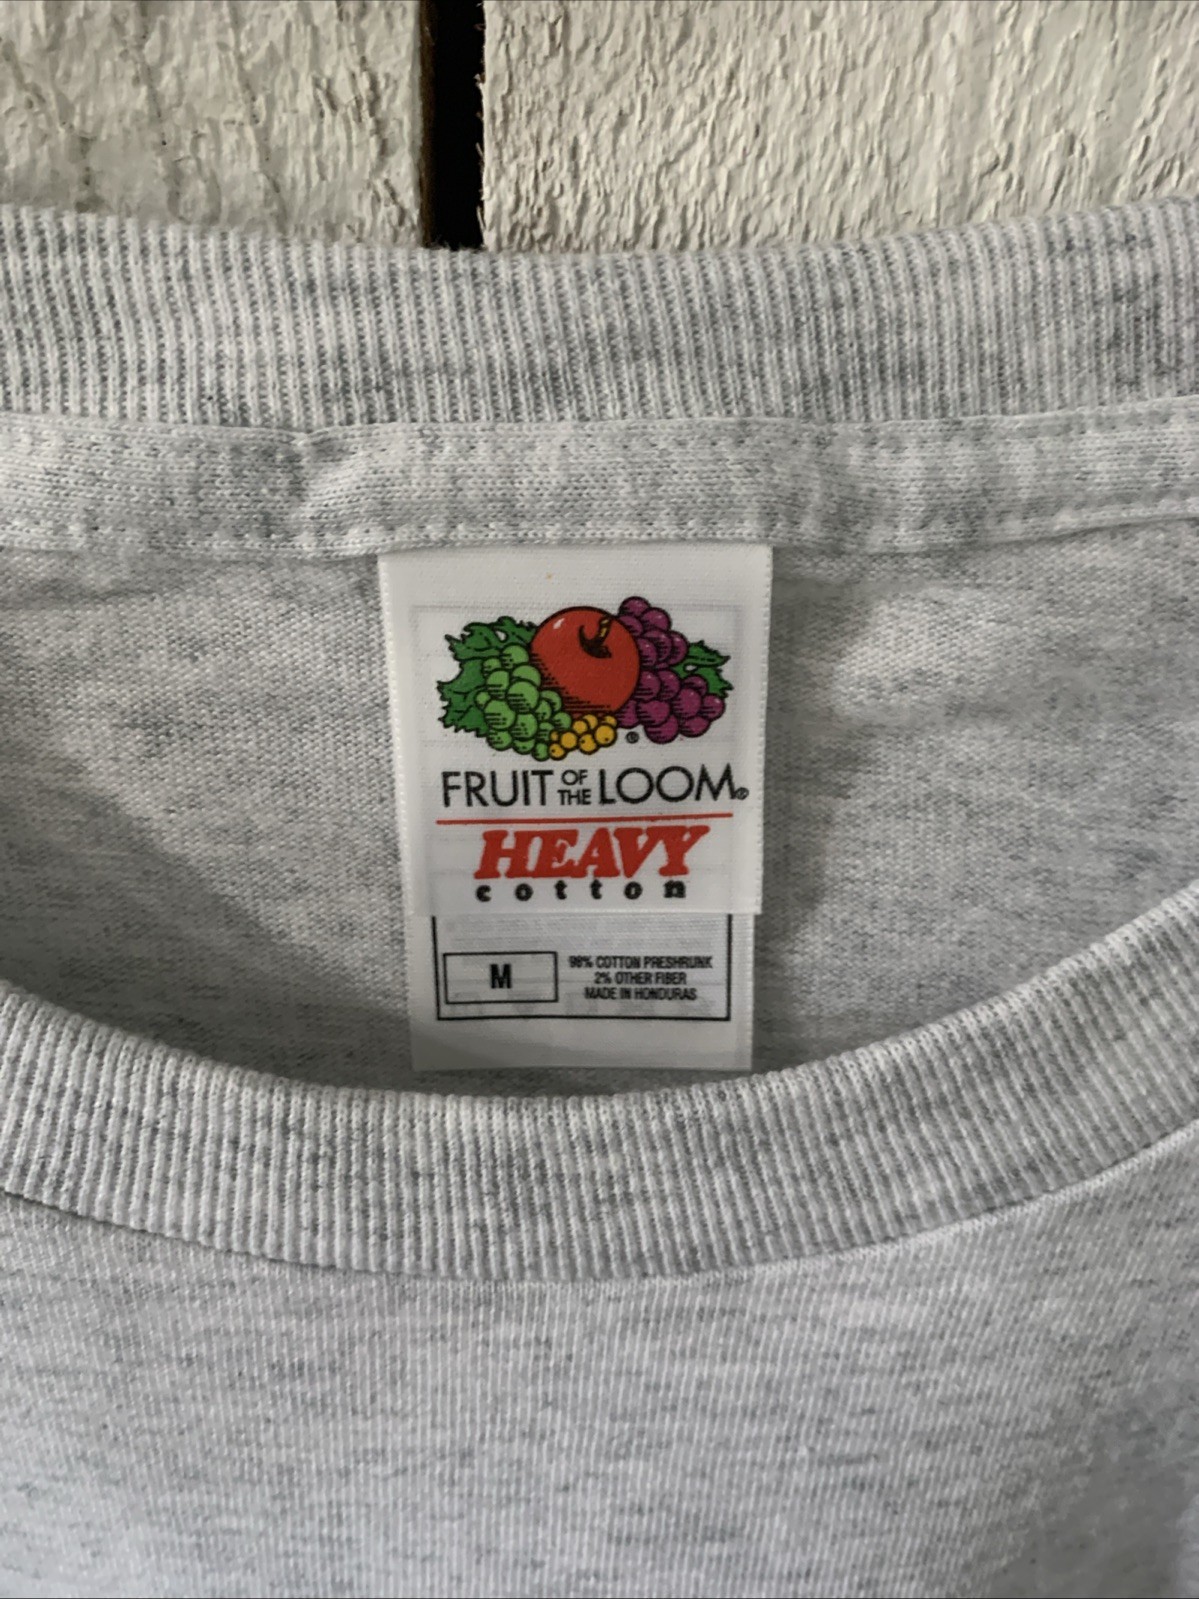 ®
FRUIT OF THE LOOM®
HEAVY
cotton
M
98% COTTON PRESHRUNK
2% OTHER FIBER
MADE IN HONDURAS